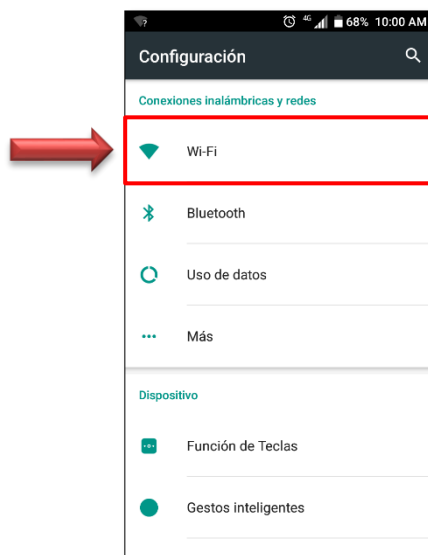 4G 68% 10:00 AM
Configuración
Conexiones inalámbricas y redes
Wi-Fi
Bluetooth
Uso de datos
Más
Dispositivo
Función de Teclas
Gestos inteligentes